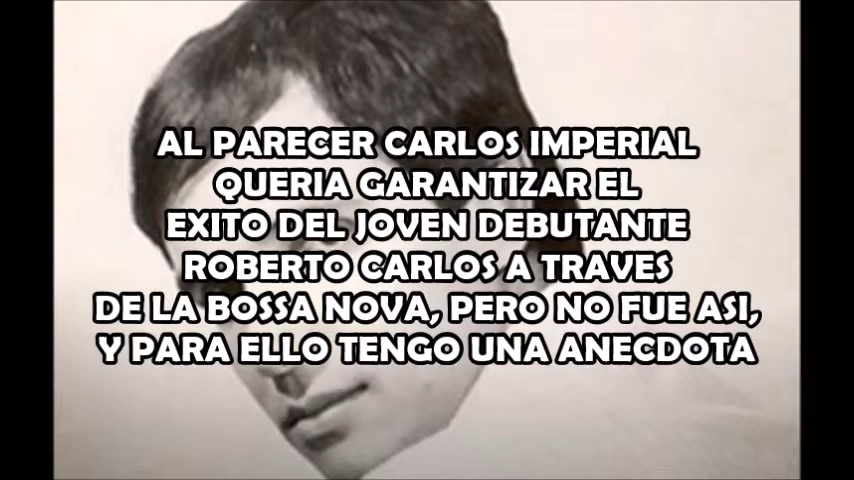 AL PARECER CARLOS IMPERIAL
QUERIA GARANTIZAR EL
EXITO DEL JOVEN DEBUTANTE
ROBERTO CARLOS A TRAVES
DE LA BOSSA NOVA, PERO NO FUE ASI,
Y PARA ELLO TENGO UNA ANECDOTA